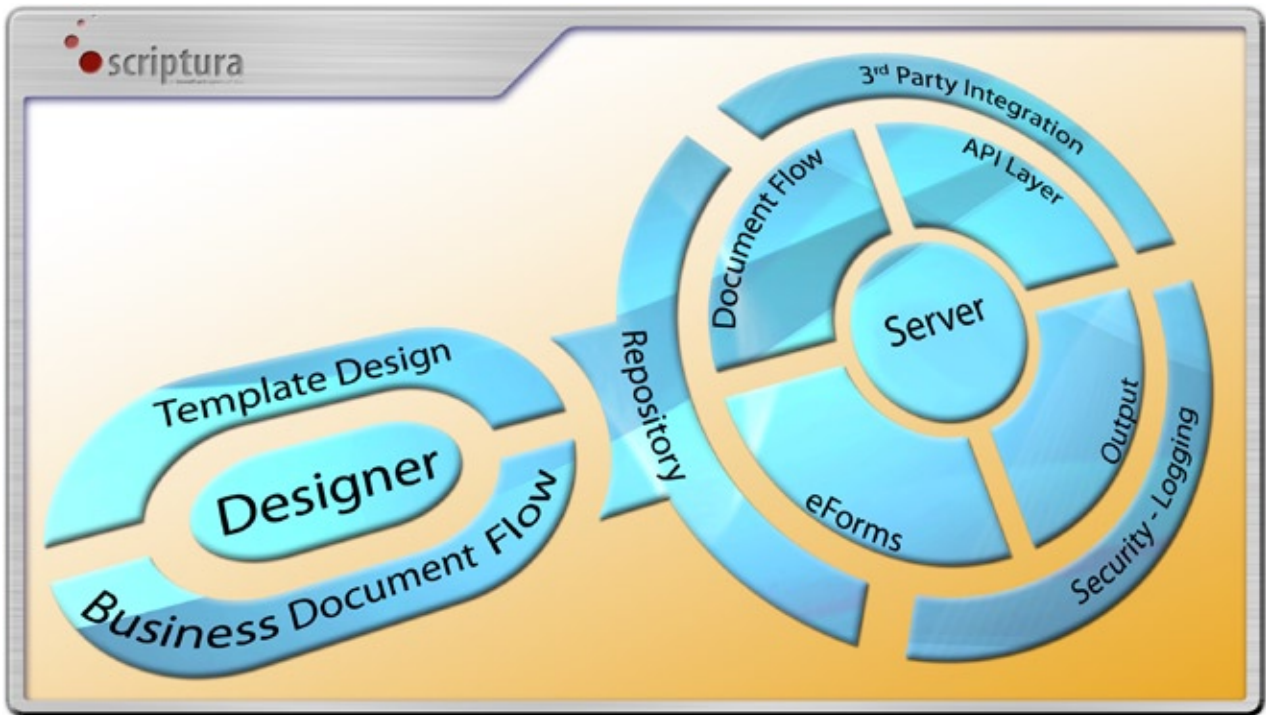 scriptura
3rd Party Integration
API Layer
Document Flow
Server
Repository
Output
eForms
Security - Logging
Template Design
Designer
Business Document Flow